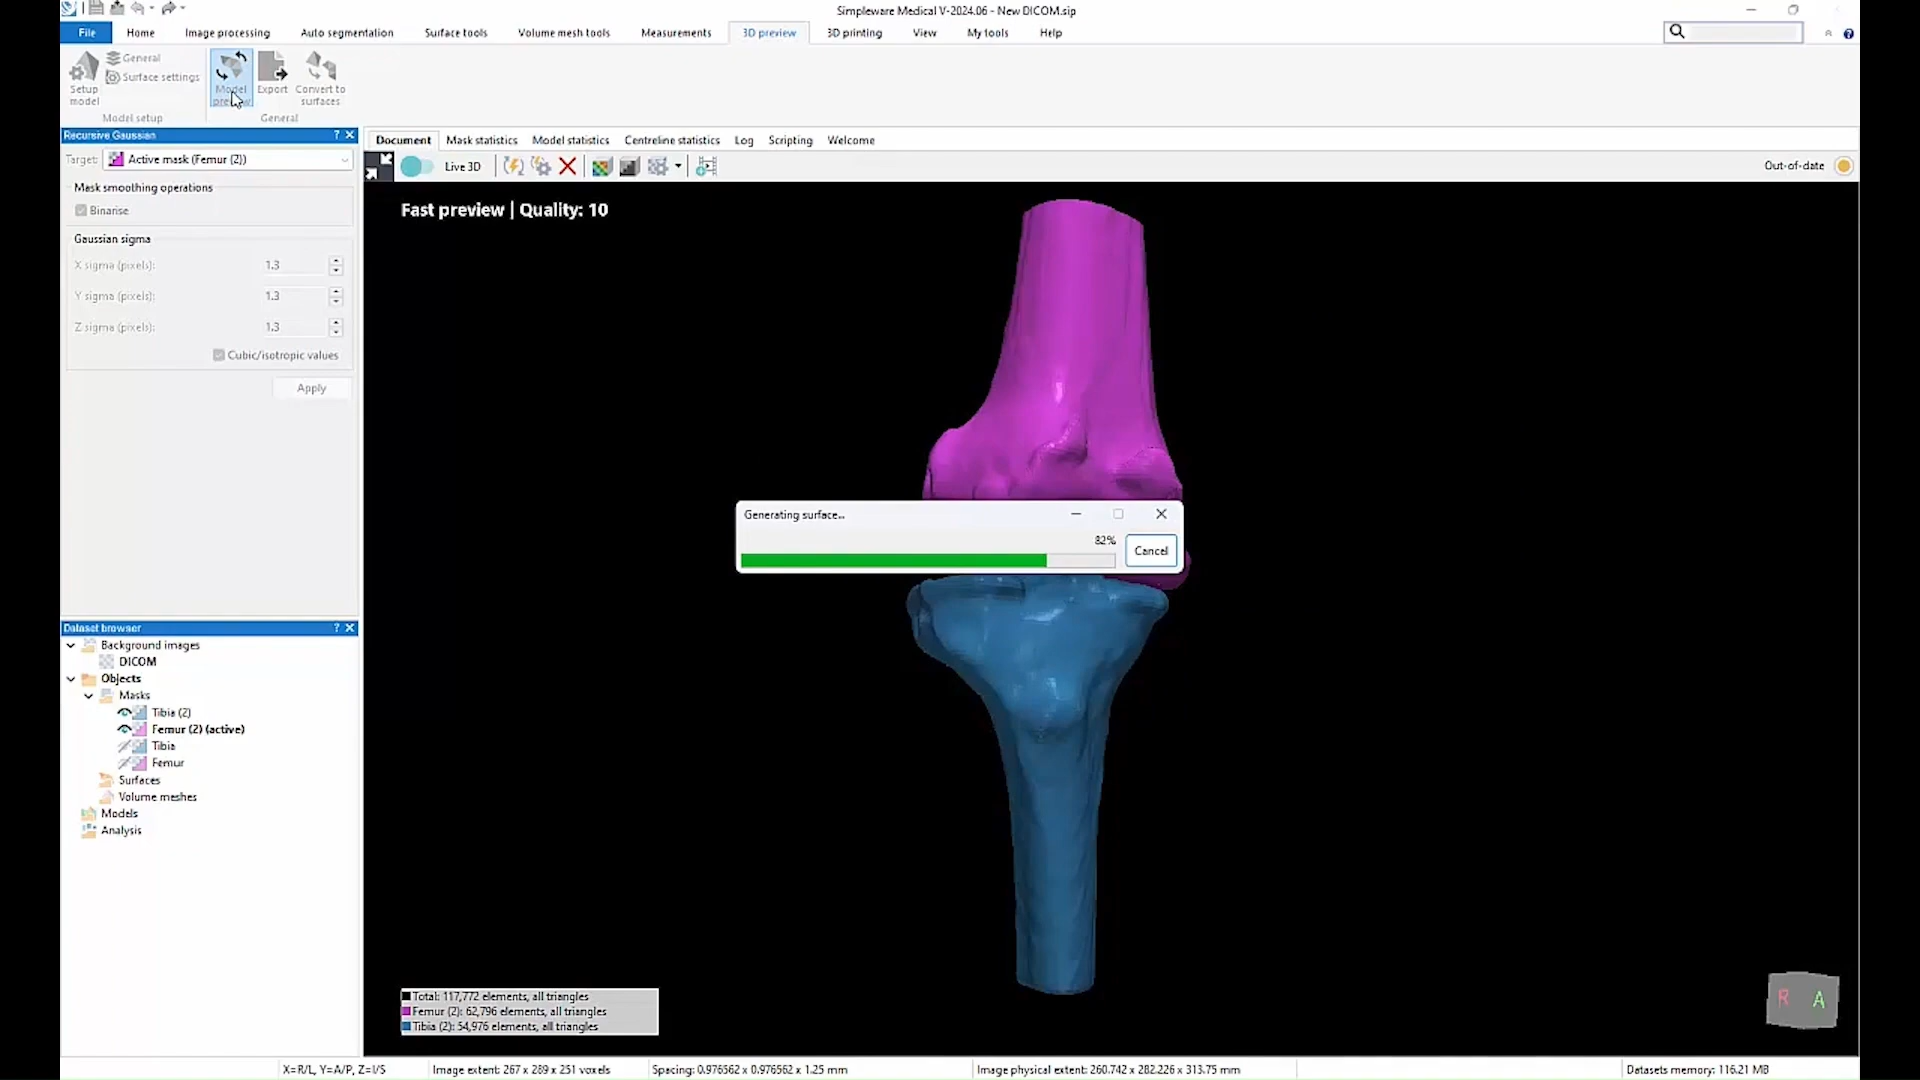 Simpleware Medical V-2024.06 - New DICOM.sip
File Home Image processing Auto segmentation Surface tools Volume mesh tools Measurements 3D preview 3D printing View My tools Help
Setup model
General
Surface settings
Model preview
Export
Convert to surfaces
Model setup
General
Recursive Gaussian ?
Target: Active mask (Femur (2))
Mask smoothing operations
Binarise
Gaussian sigma
X sigma (pixels): 1.3
Y sigma (pixels): 1.3
Z sigma (pixels): 1.3
Cubic/isotropic values
Apply
Document Mask statistics Model statistics Centreline statistics Log Scripting Welcome
Live 3D
Out-of-date
Fast preview | Quality: 10
Generating surface...
82%
Cancel
Dataset browser ?
Background images
DICOM
Objects
Masks
Tibia (2)
Femur (2) (active)
Tibia
Femur
Surfaces
Volume meshes
Models
Analysis
Total: 117,772 elements, all triangles
Femur (2): 62,796 elements, all triangles
Tibia (2): 54,976 elements, all triangles
R A
X=R/L, Y=A/P, Z=I/S
Image extent: 267 x 289 x 251 voxels
Spacing: 0.976562 x 0.976562 x 1.25 mm
Image physical extent: 260.742 x 282.226 x 313.75 mm
Datasets memory: 116.21 MB